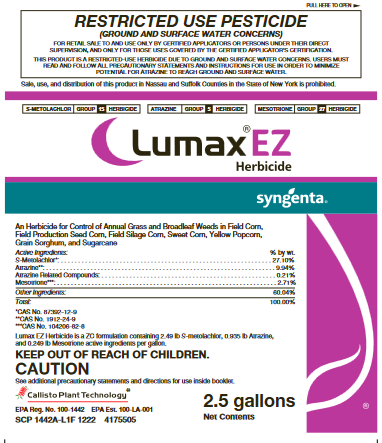 PULL HERE TO OPEN ►
RESTRICTED USE PESTICIDE
(GROUND AND SURFACE WATER CONCERNS)
FOR RETAIL SALE TO AND USE ONLY BY CERTIFIED APPLICATORS OR PERSONS UNDER THEIR DIRECT
SUPERVISION, AND ONLY FOR THOSE USES COVERED BY THE CERTIFIED APPLICATOR'S CERTIFICATION.
THIS PRODUCT IS A RESTRICTED-USE HERBICIDE DUE TO GROUND AND SURFACE WATER CONCERNS. USERS MUST
READ AND FOLLOW ALL PRECAUTIONARY STATEMENTS AND INSTRUCTIONS FOR USE IN ORDER TO MINIMIZE
POTENTIAL FOR ATRAZINE TO REACH GROUND AND SURFACE WATER.
Sale, use, and distribution of this product in Nassau and Suffolk Counties in the State of New York is prohibited.
S-METOLACHLOR GROUP 15 HERBICIDE ATRAZINE GROUP 5 HERBICIDE MESOTRIONE GROUP 27 HERBICIDE
Lumax® EZ
Herbicide
syngenta®
An Herbicide for Control of Annual Grass and Broadleaf Weeds in Field Corn,
Field Production Seed Corn, Field Silage Corn, Sweet Corn, Yellow Popcorn,
Grain Sorghum, and Sugarcane
Active Ingredients: % by wt.
S-Metolachlor*: 27.10%
Atrazine**: 9.94%
Atrazine Related Compounds: 0.21%
Mesotrione***: 2.71%
Other Ingredients: 60.04%
Total: 100.00%
*CAS No. 87392-12-9
**CAS No. 1912-24-9
***CAS No. 104206-82-8
Lumax EZ Herbicide is a ZC formulation containing 2.49 lb S-metolachlor, 0.935 lb Atrazine,
and 0.249 lb Mesotrione active ingredients per gallon.
KEEP OUT OF REACH OF CHILDREN.
CAUTION
See additional precautionary statements and directions for use inside booklet.
Callisto Plant Technology®
EPA Reg. No. 100-1442 EPA Est. 100-LA-001
SCP 1442A-L1F 1222 4175505
2.5 gallons
Net Contents
®